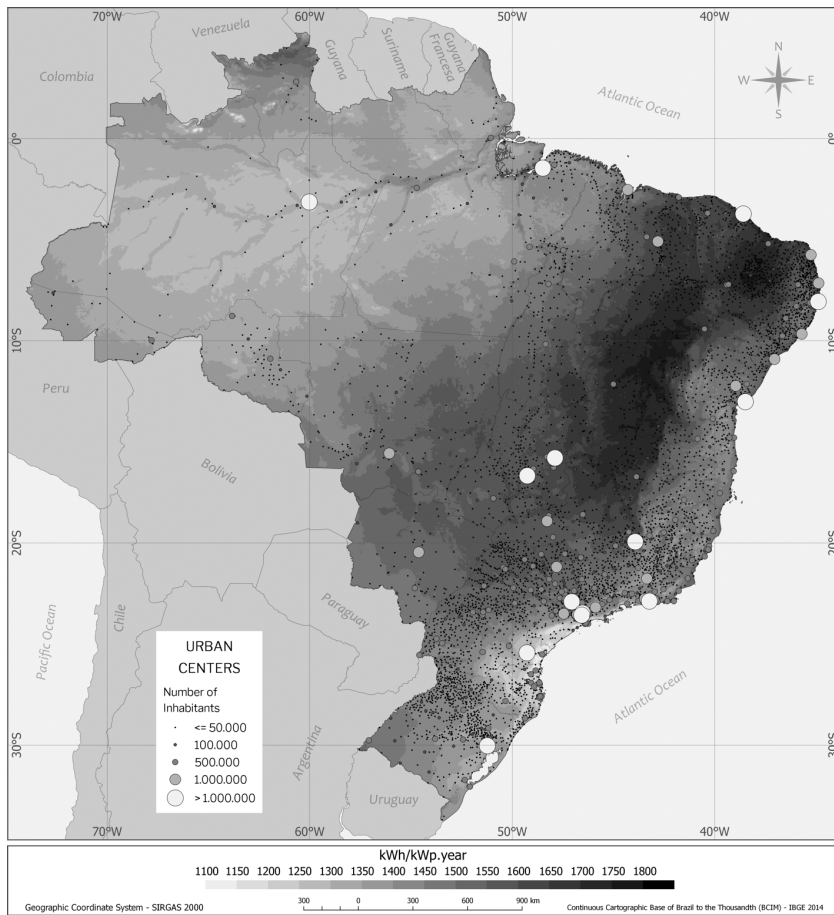 70°W 60°W 50°W 40°W
Venezuela
Guyana
Suriname
Guyana
Francesa
Colombia
N
W E
S
Atlantic Ocean
0° 0°
10°S 10°S
Peru
Bolivia
20°S 20°S
Pacific Ocean
Chile
Paraguay
Atlantic Ocean
URBAN
CENTERS
Number of
Inhabitants
<= 50.000
100.000
500.000
1.000.000
> 1.000.000
Argentina
30°S 30°S
Uruguay
70°W 60°W 50°W 40°W
kWh/kWp.year
1100 1150 1200 1250 1300 1350 1400 1450 1500 1550 1600 1650 1700 1750 1800
Geographic Coordinate System - SIRGAS 2000
300 0 300 600 900 km
Continuous Cartographic Base of Brazil to the Thousandth (BCIM) - IBGE 2014